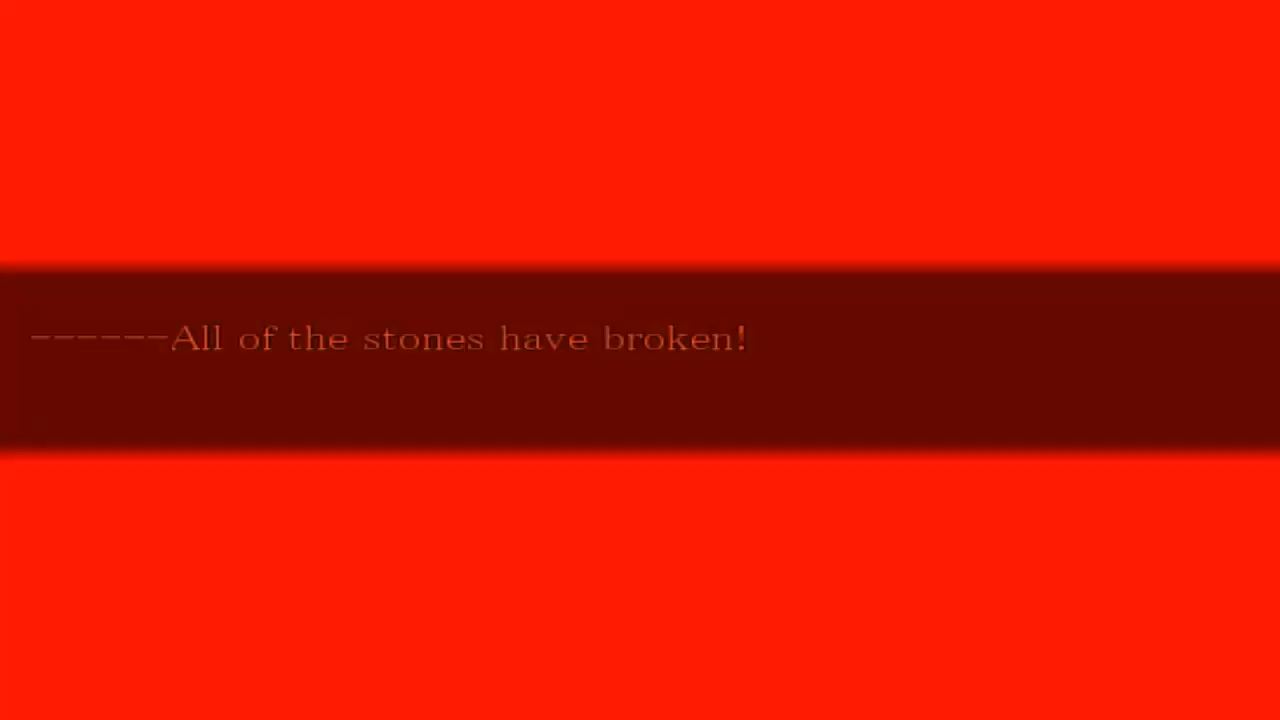 ------All of the stones have broken!